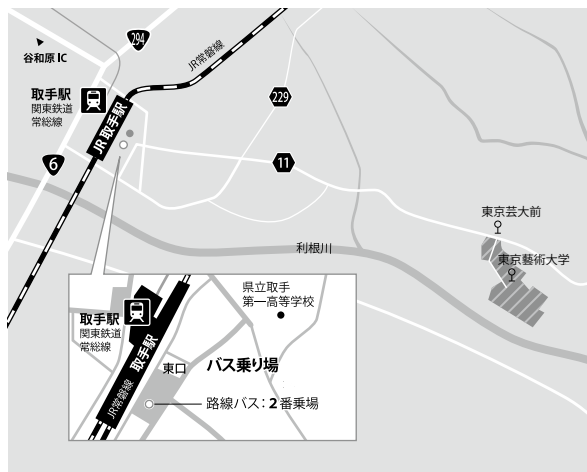 294
谷和原 IC
JR常磐線
取手駅
関東鉄道
常総線
JR 取手駅
229
6
11
東京芸大前
利根川
東京藝術大学
県立取手
第一高等学校
取手駅
関東鉄道
常総線
取手駅
東口
バス乗り場
JR常磐線
路線バス：2番乗場